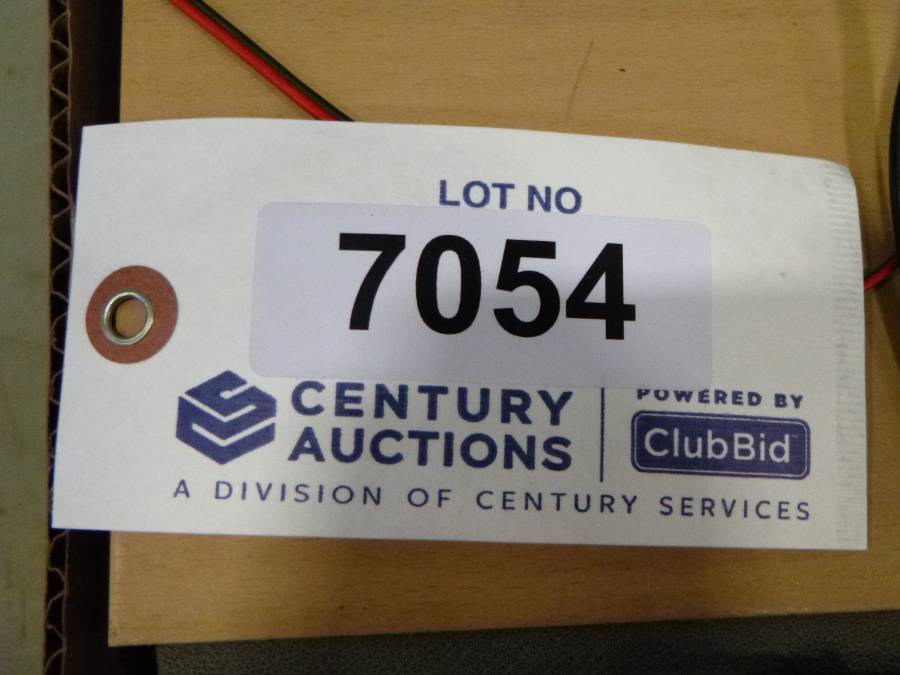 LOT NO
7054
CENTURY
AUCTIONS
POWERED BY
ClubBid
A DIVISION OF CENTURY SERVICES